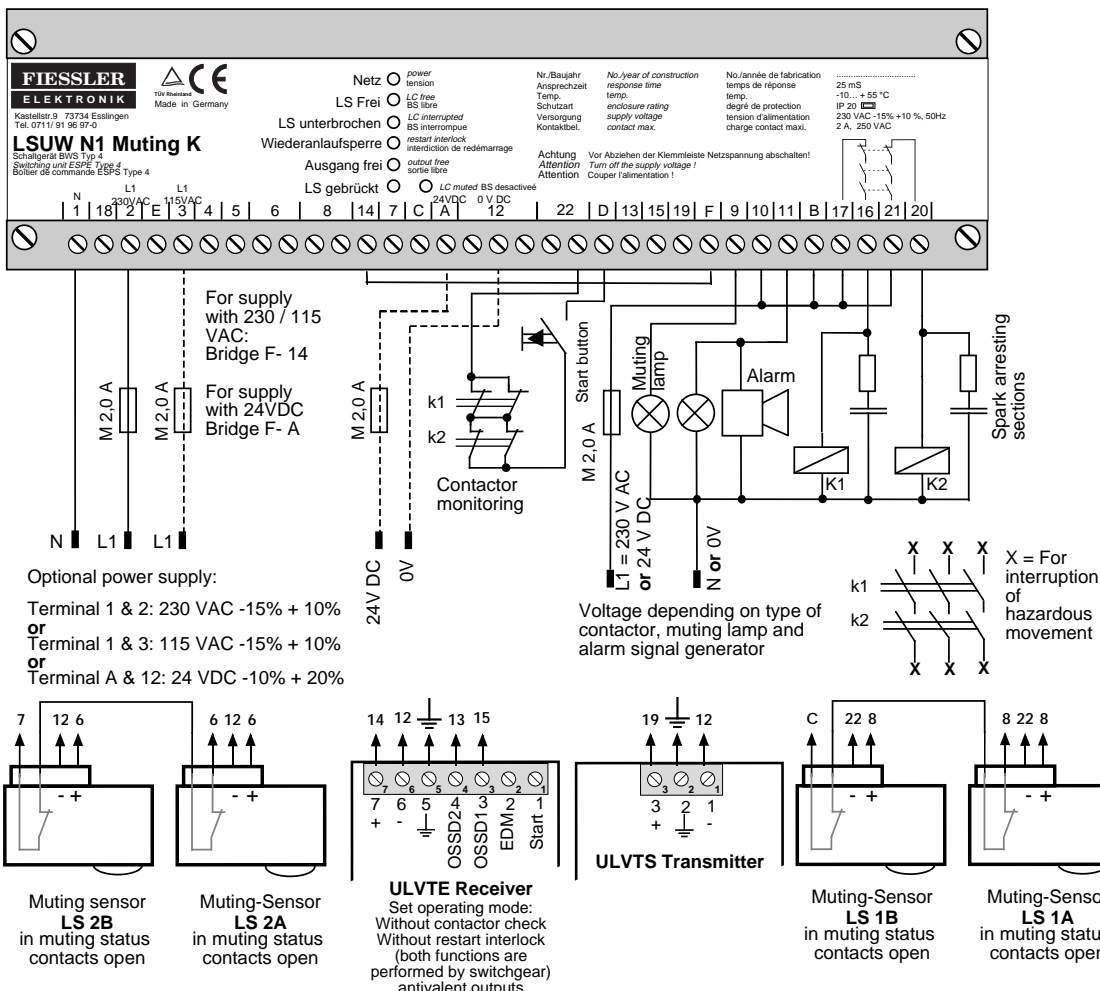 FIESSLER
ELEKTRONIK
Kastellstr.9 73734 Esslingen
Tel. 0711/ 91 96 97-0
TÜV Rheinland
Made in Germany
LSUW N1 Muting K
Schaltgerät BWS Typ 4
Switching unit ESPE Type 4
Boîtier de commande ESPS Type 4
Netz power tension
LS Frei LC free BS libre
LS unterbrochen LC interrupted BS interrompue
Wiederanlaufsperre restart interlock interdiction de redémarrage
Ausgang frei output free sortie libre
LS gebrückt LC muted BS desactiveé
Nr./Baujahr No./year of construction No./année de fabrication
Ansprechzeit response time temps de réponse 25 mS
Temp. temp. temp. -10... + 55 °C
Schutzart enclosure rating degré de protection IP 20
Versorgung supply voltage tension d'alimentation 230 VAC -15% +10 %, 50Hz
Kontaktbel. contact max. charge contact maxi. 2 A, 250 VAC
Achtung Vor Abziehen der Klemmleiste Netzspannung abschalten!
Attention Turn off the supply voltage !
Attention Couper l'alimentation !
N L1 230VAC L1 115VAC 24VDC 0 V DC
1 18 2 E 3 4 5 6 8 14 7 C A 12 22 D 13 15 19 F 9 10 11 B 17 16 21 20
For supply
with 230 / 115
VAC:
Bridge F- 14
For supply
with 24VDC
Bridge F- A
M 2,0 A
M 2,0 A
M 2,0 A
k1
k2
Contactor
monitoring
Start button
M 2,0 A
Muting
lamp
Alarm
K1
K2
Spark arresting
sections
N
L1
L1
24V DC
0V
L1 = 230 V AC
or 24 V DC
N or 0V
Optional power supply:
Terminal 1 & 2: 230 VAC -15% + 10%
or
Terminal 1 & 3: 115 VAC -15% + 10%
or
Terminal A & 12: 24 VDC -10% + 20%
Voltage depending on type of
contactor, muting lamp and
alarm signal generator
X X X
k1
k2
X X X
X = For
interruption
of
hazardous
movement
7 12 6
- +
Muting sensor
LS 2B
in muting status
contacts open
6 12 6
- +
Muting-Sensor
LS 2A
in muting status
contacts open
14 12 13 15
7 6 5 4 3 2 1
7 6 5 4 3 2 1
+ - OSSD2 OSSD1 EDM Start
ULVTE Receiver
Set operating mode:
Without contactor check
Without restart interlock
(both functions are
performed by switchgear)
antivalent outputs
19 12
3 2 1
3 2 1
+ -
ULVTS Transmitter
C 22 8
- +
Muting-Sensor
LS 1B
in muting status
contacts open
8 22 8
- +
Muting-Senso
LS 1A
in muting statu
contacts open